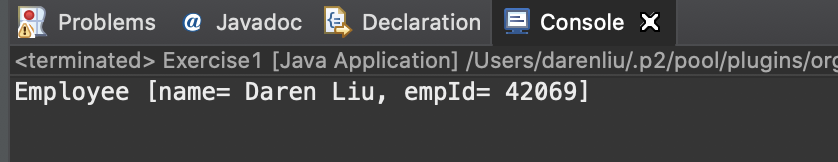 Problems @ Javadoc Declaration Console
<terminated> Exercise1 [Java Application] /Users/darenliu/.p2/pool/plugins/org
Employee [name= Daren Liu, empId= 42069]